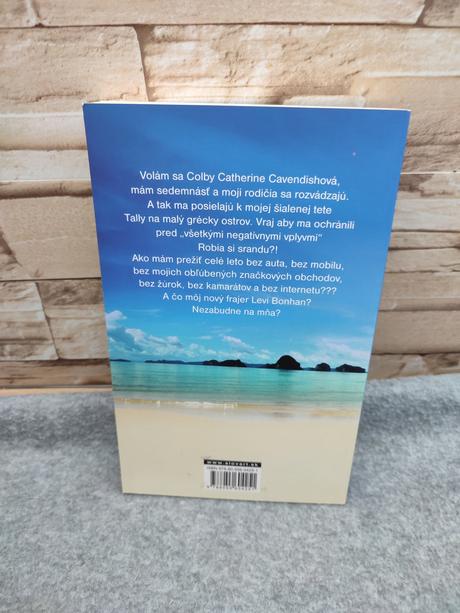 Volám sa Colby Catherine Cavendishová,
mám sedemnásť a moji rodičia sa rozvádzajú.
A tak ma posielajú k mojej šialenej tete
Tally na malý grécky ostrov. Vraj aby ma ochránili
pred „všetkými negatívnymi vplyvmi“
Robia si srandu?!
Ako mám prežiť celé leto bez auta, bez mobilu,
bez mojich obľúbených značkových obchodov,
bez žúrok, bez kamarátov a bez internetu???
A čo môj nový frajer Levi Bonhan?
Nezabudne na mňa?
www.slovart.sk